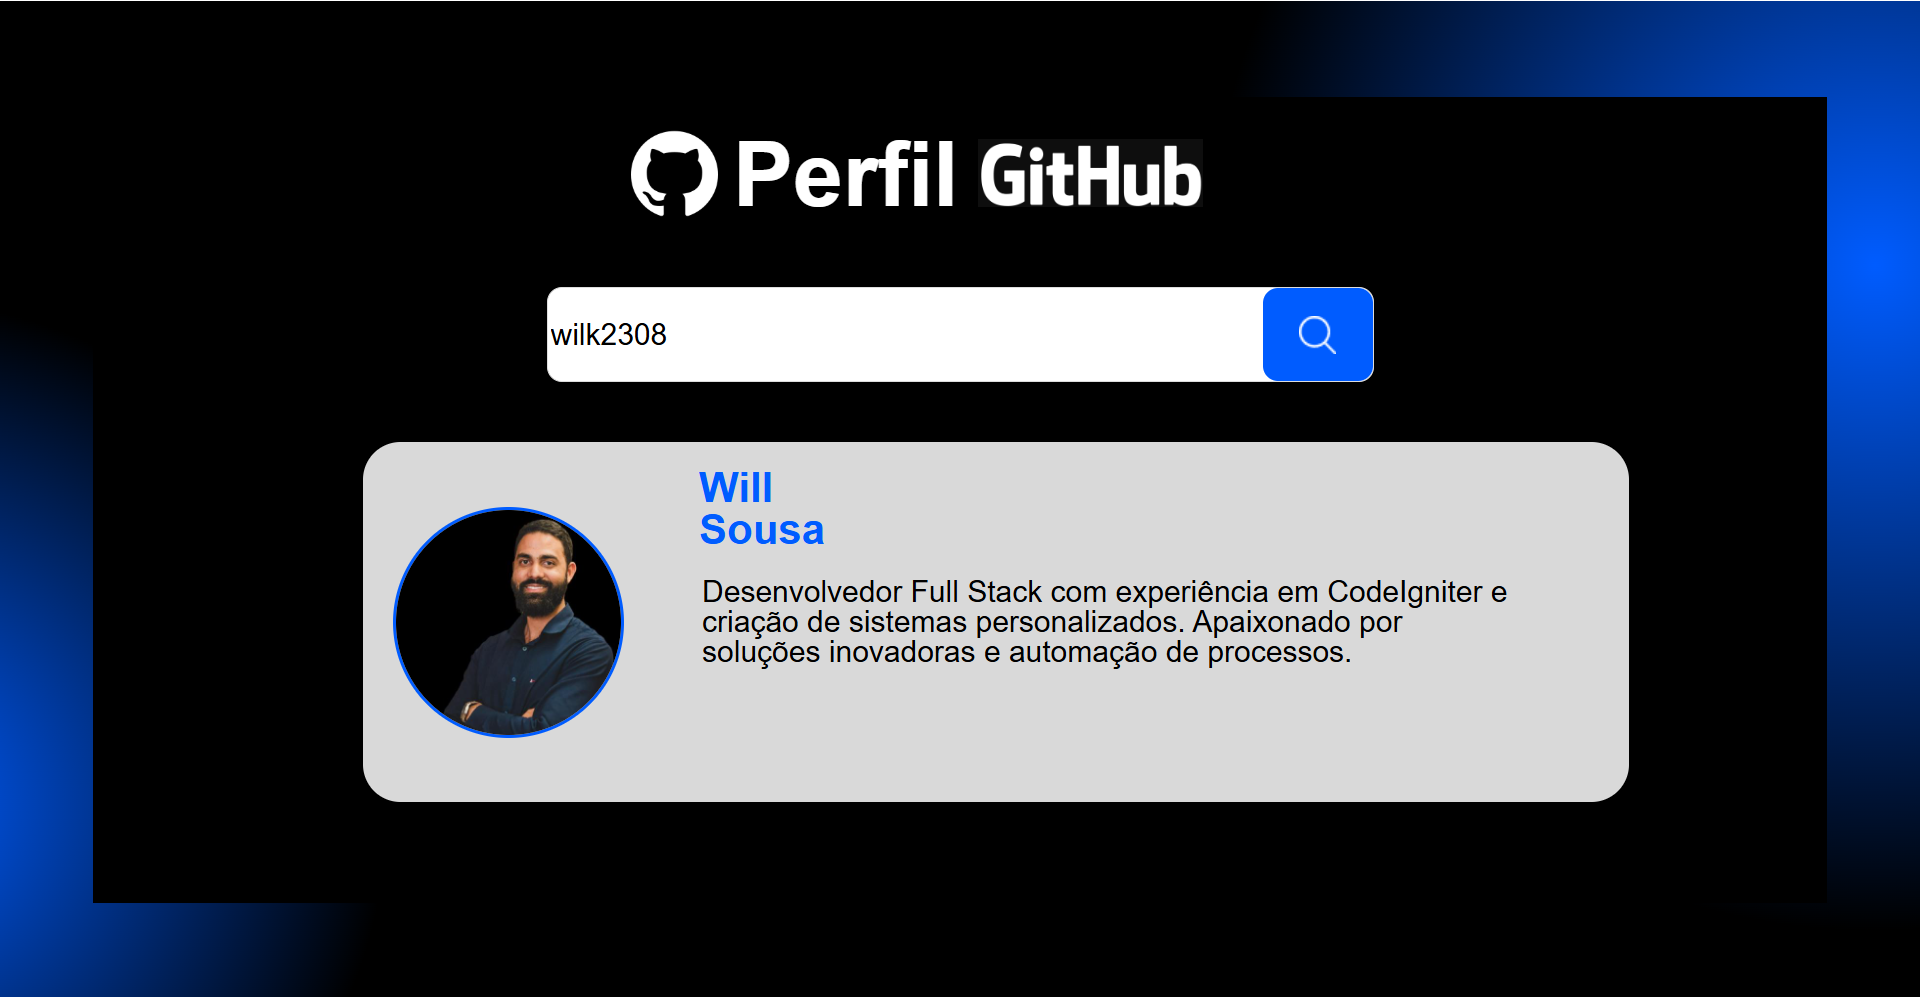 Perfil GitHub
wilk2308
Will
Sousa
Desenvolvedor Full Stack com experiência em CodeIgniter e
criação de sistemas personalizados. Apaixonado por
soluções inovadoras e automação de processos.